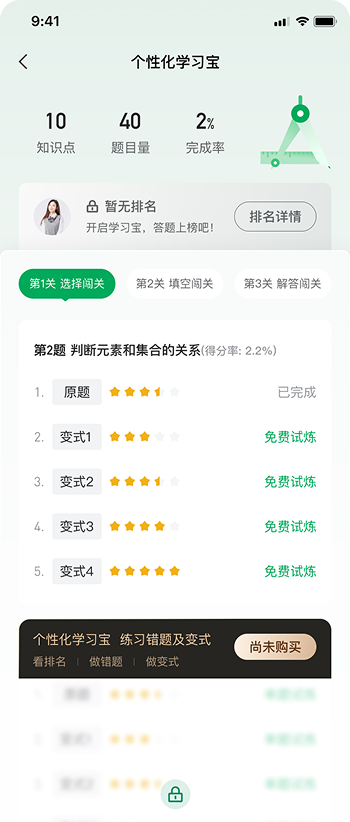 9:41
个性化学习宝
10 40 2%
知识点 题目量 完成率
暂无排名
开启学习宝，答题上榜吧！
排名详情
第1关 选择闯关 第2关 填空闯关 第3关 解答闯关
第2题 判断元素和集合的关系(得分率: 2.2%)
1. 原题 已完成
2. 变式1 免费试炼
3. 变式2 免费试炼
4. 变式3 免费试炼
5. 变式4 免费试炼
个性化学习宝 练习错题及变式
看排名 | 做错题 | 做变式
尚未购买